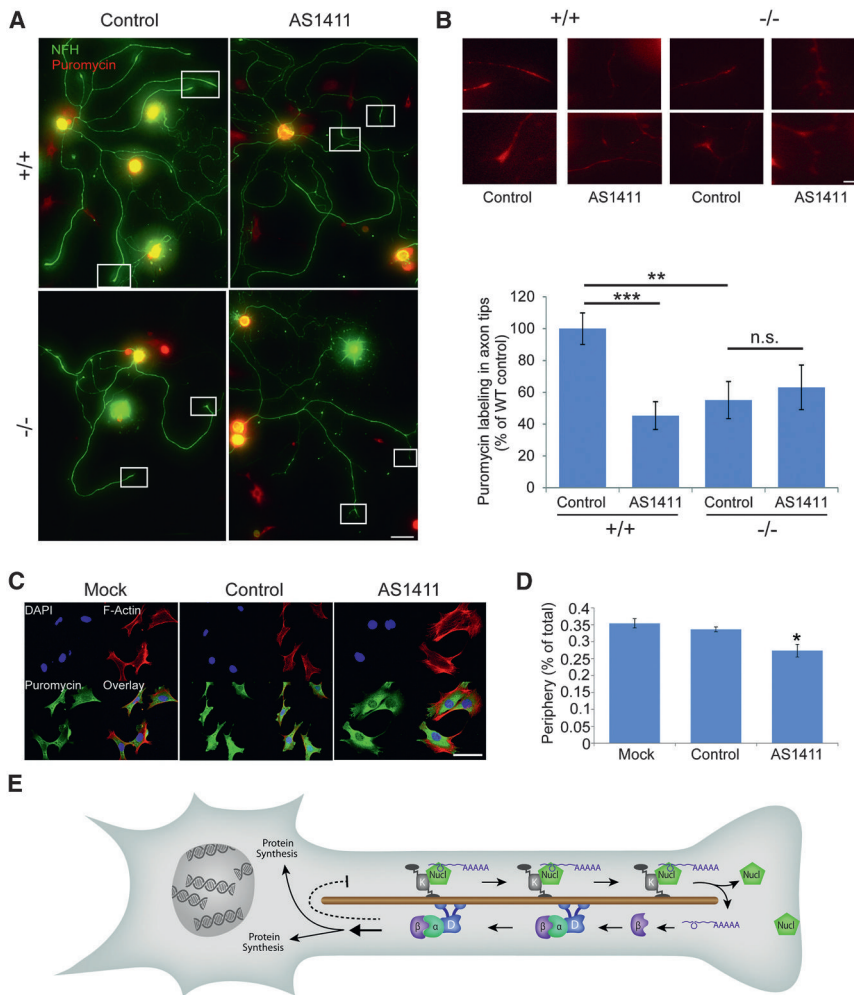 A
Control
AS1411
NFH
Puromycin
+/+
-/-
B
+/+
-/-
Control
AS1411
Control
AS1411
Puromycin labeling in axon tips
(% of WT control)
120
100
80
60
40
20
0
**
***
n.s.
Control
AS1411
Control
AS1411
+/+
-/-
C
Mock
Control
AS1411
DAPI
F-Actin
Puromycin
Overlay
D
Periphery (% of total)
0.4
0.35
0.3
0.25
0.2
0.15
0.1
0.05
0
*
Mock
Control
AS1411
E
Protein
Synthesis
Protein
Synthesis
K
Nucl
AAAAA
K
Nucl
AAAAA
K
Nucl
AAAAA
Nucl
β α D
β α D
β
AAAAA
Nucl